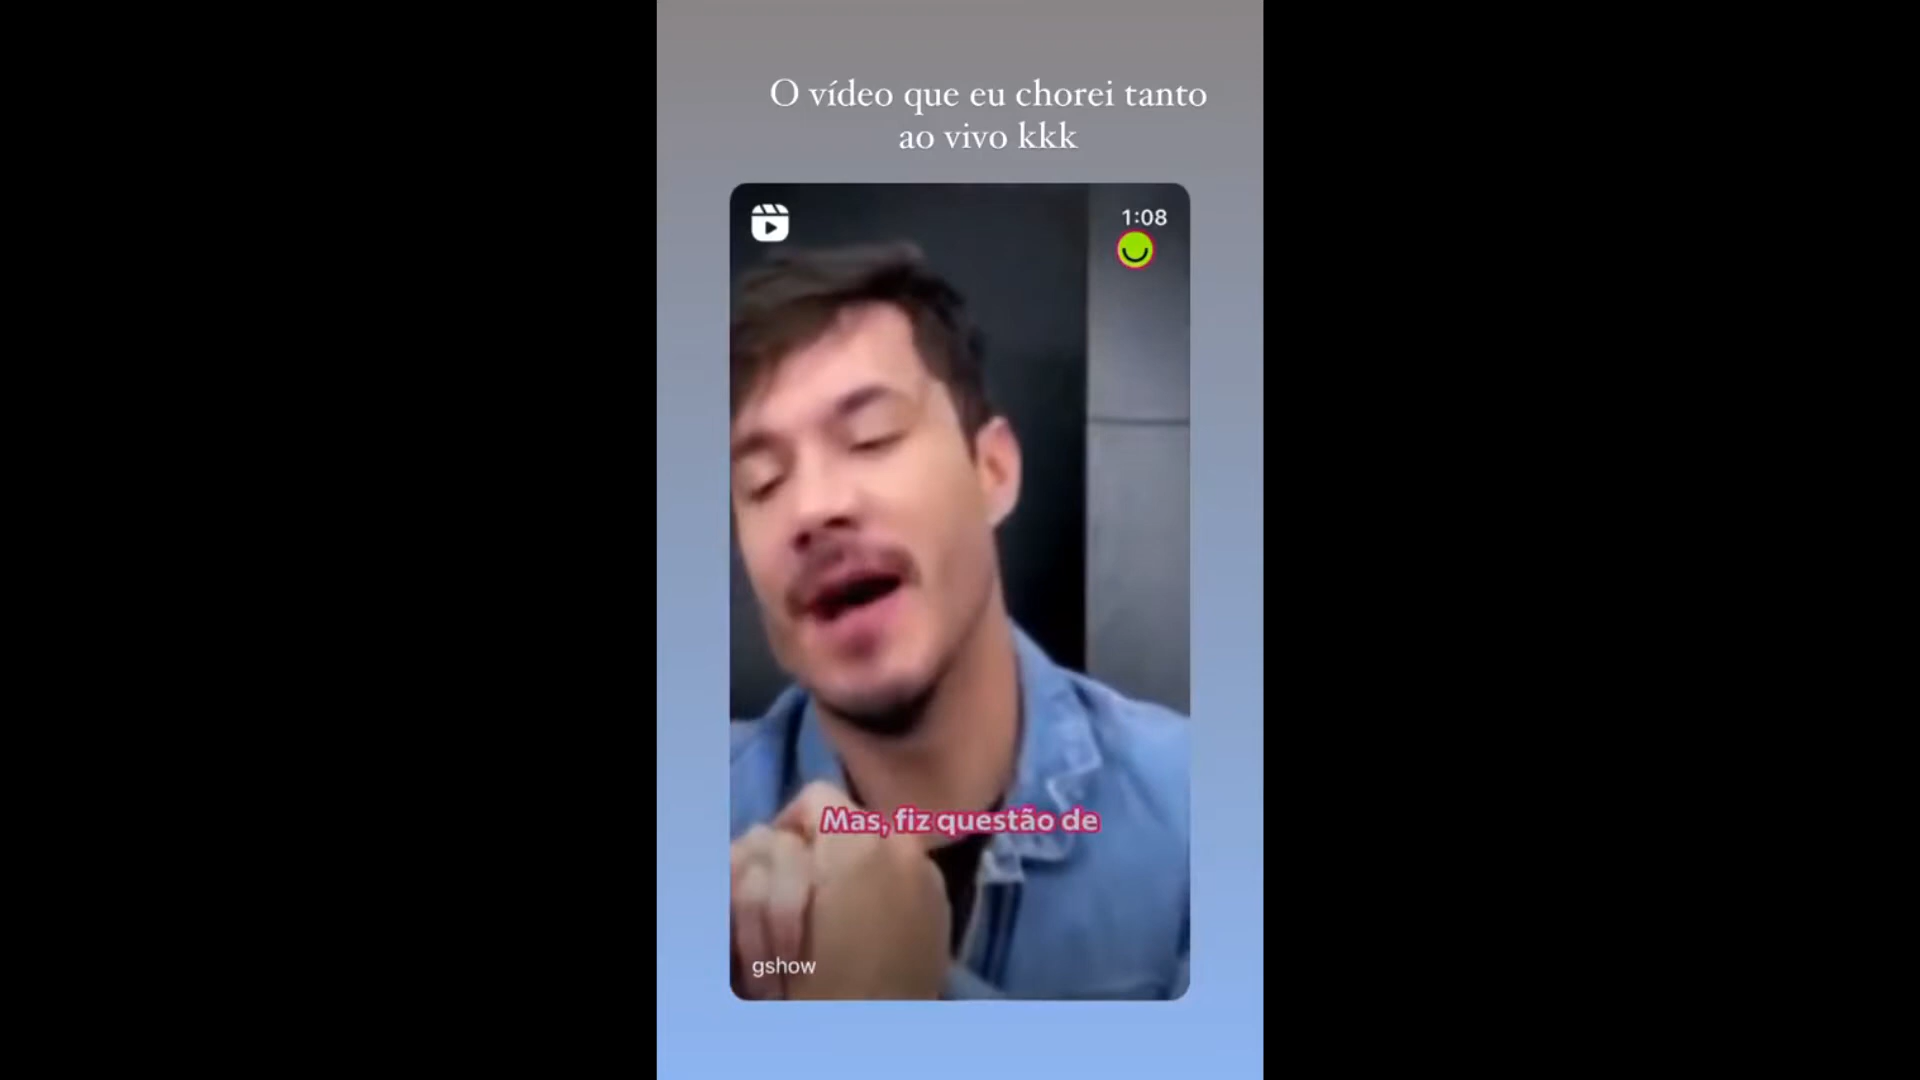 O vídeo que eu chorei tanto
ao vivo kkk
1:08
Mas, fiz questão de
gshow